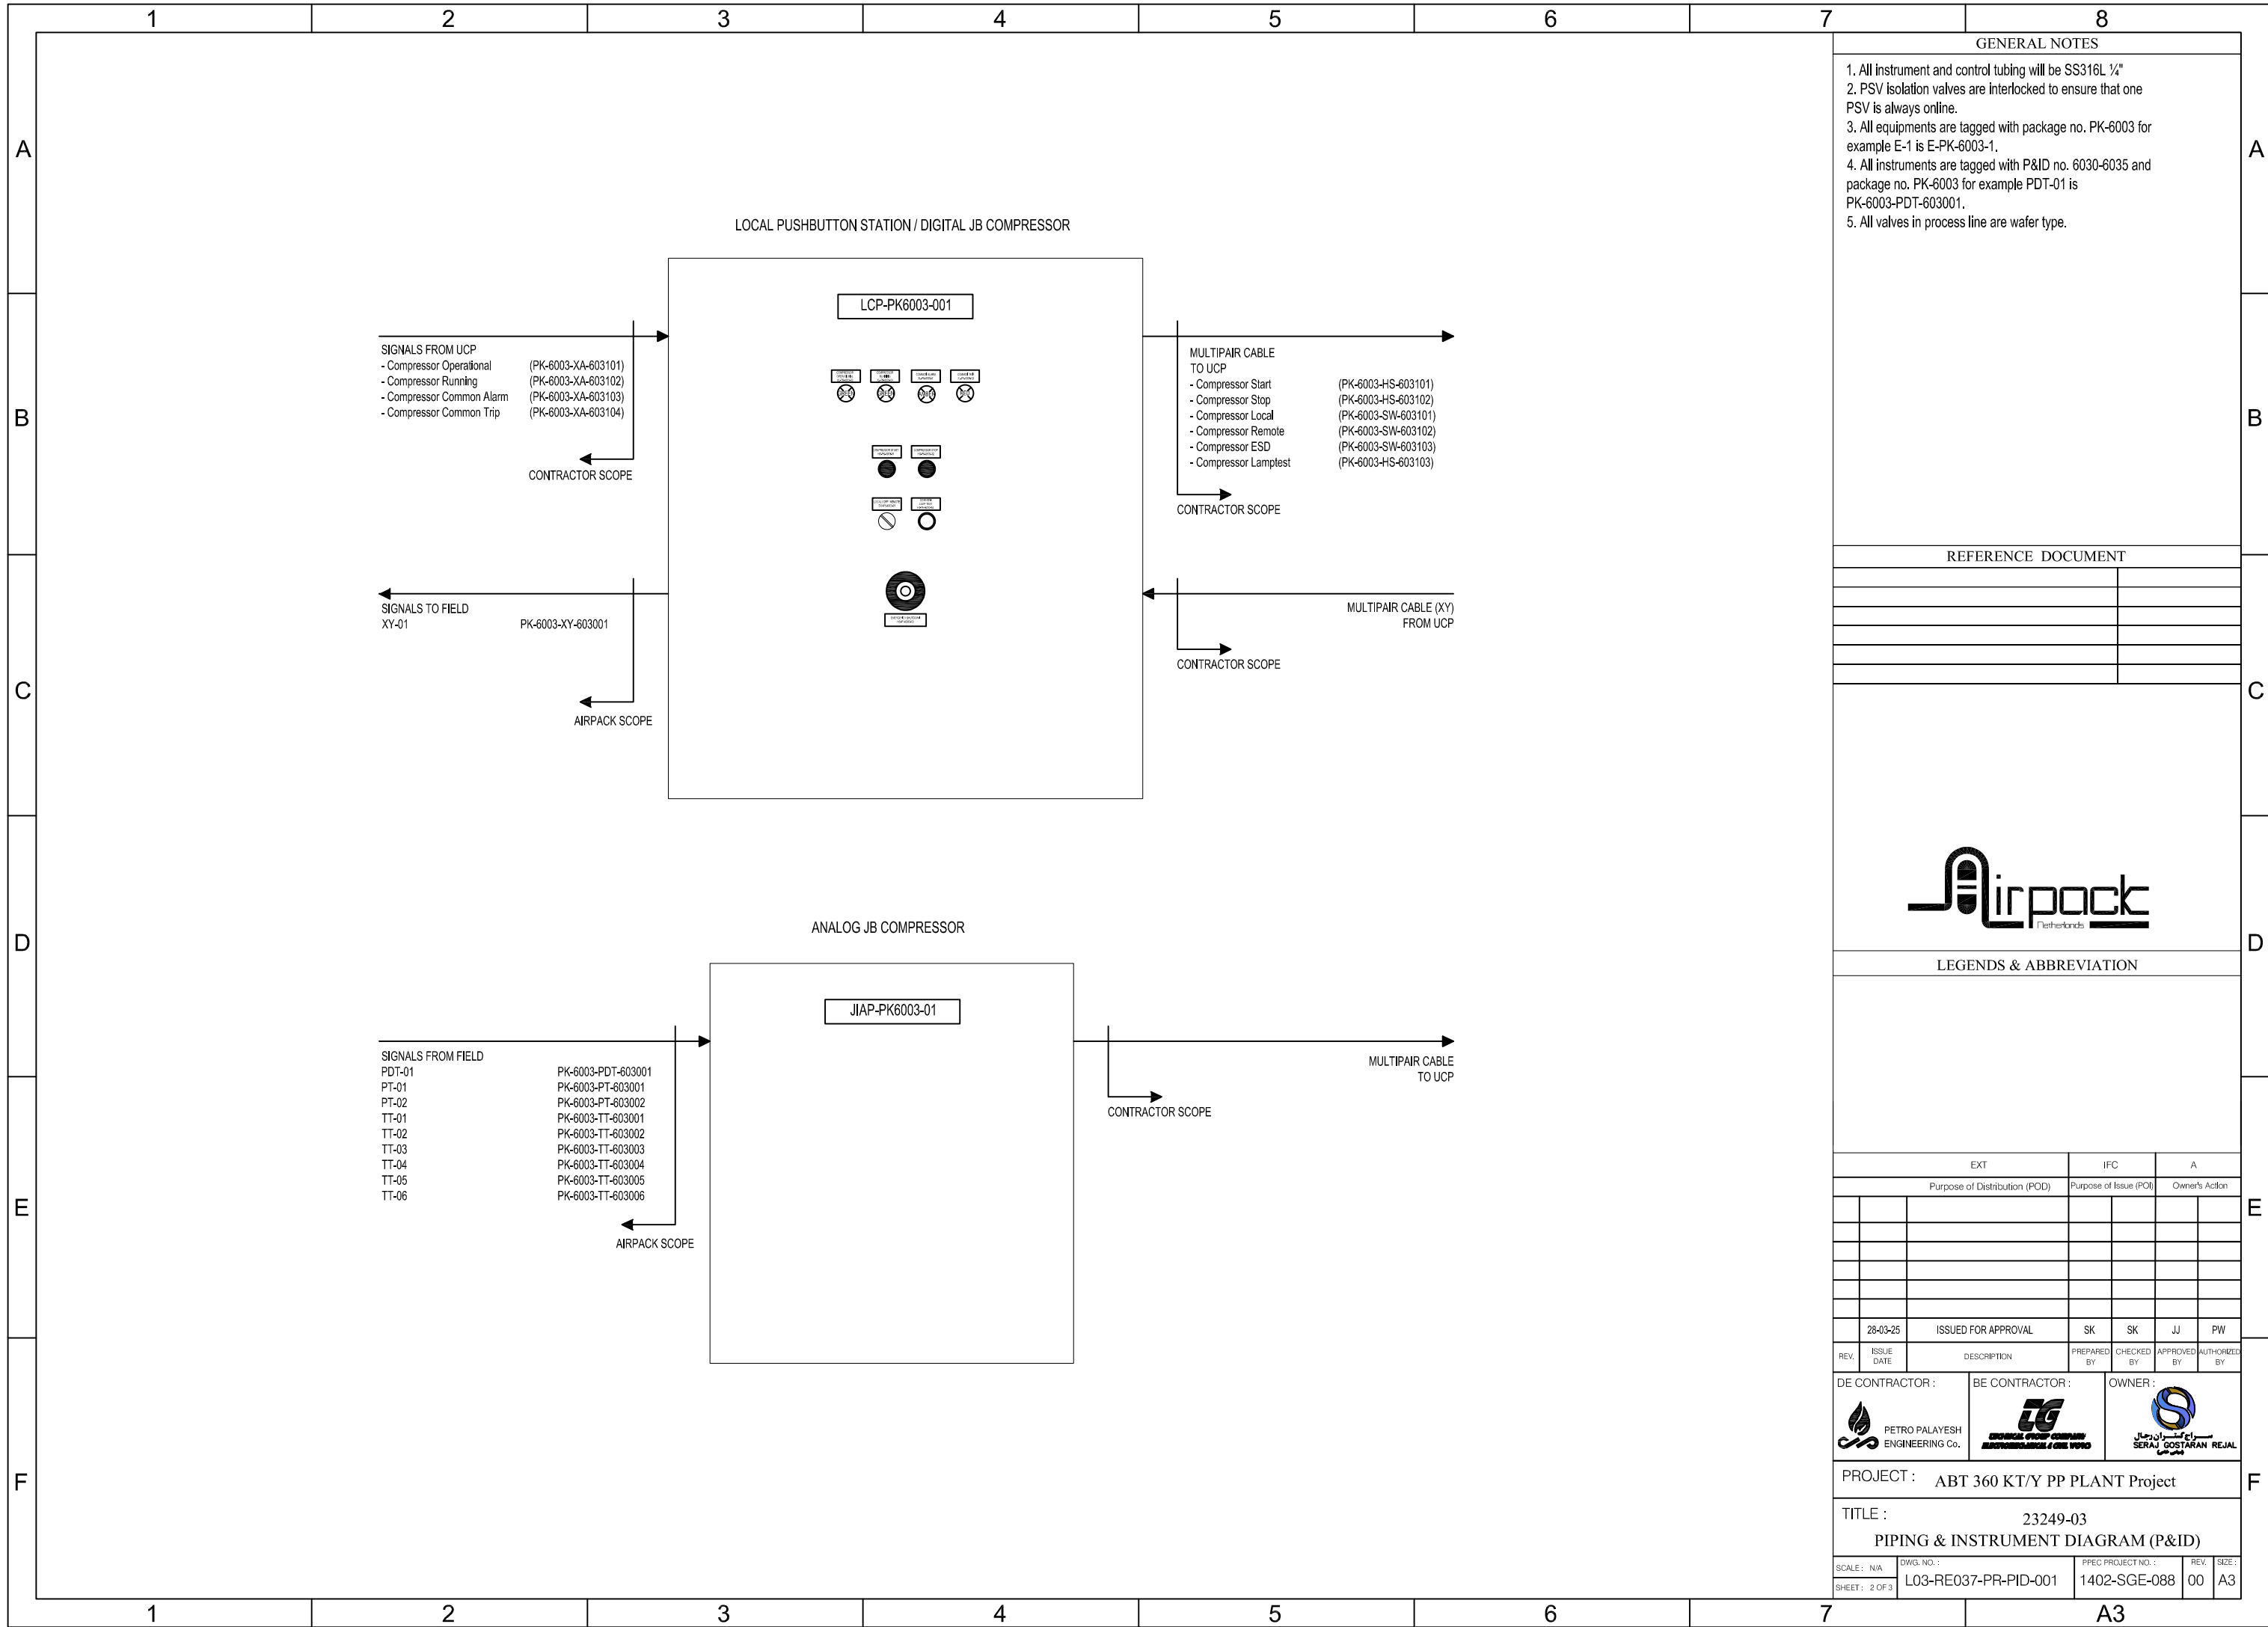 1 2 3 4 5 6 7 8
A
B
C
D
E
F
LOCAL PUSHBUTTON STATION / DIGITAL JB COMPRESSOR
LCP-PK6003-001
SIGNALS FROM UCP
- Compressor Operational (PK-6003-XA-603101)
- Compressor Running (PK-6003-XA-603102)
- Compressor Common Alarm (PK-6003-XA-603103)
- Compressor Common Trip (PK-6003-XA-603104)
CONTRACTOR SCOPE
MULTIPAIR CABLE
TO UCP
- Compressor Start (PK-6003-HS-603101)
- Compressor Stop (PK-6003-HS-603102)
- Compressor Local (PK-6003-SW-603101)
- Compressor Remote (PK-6003-SW-603102)
- Compressor ESD (PK-6003-SW-603103)
- Compressor Lamptest (PK-6003-HS-603103)
CONTRACTOR SCOPE
SIGNALS TO FIELD
XY-01 PK-6003-XY-603001
AIRPACK SCOPE
MULTIPAIR CABLE (XY)
FROM UCP
CONTRACTOR SCOPE
ANALOG JB COMPRESSOR
JIAP-PK6003-01
SIGNALS FROM FIELD
PDT-01 PK-6003-PDT-603001
PT-01 PK-6003-PT-603001
PT-02 PK-6003-PT-603002
TT-01 PK-6003-TT-603001
TT-02 PK-6003-TT-603002
TT-03 PK-6003-TT-603003
TT-04 PK-6003-TT-603004
TT-05 PK-6003-TT-603005
TT-06 PK-6003-TT-603006
AIRPACK SCOPE
MULTIPAIR CABLE
TO UCP
CONTRACTOR SCOPE
GENERAL NOTES
1. All instrument and control tubing will be SS316L ¼"
2. PSV isolation valves are interlocked to ensure that one
PSV is always online.
3. All equipments are tagged with package no. PK-6003 for
example E-1 is E-PK-6003-1.
4. All instruments are tagged with P&ID no. 6030-6035 and
package no. PK-6003 for example PDT-01 is
PK-6003-PDT-603001.
5. All valves in process line are wafer type.
REFERENCE DOCUMENT
Airpack
Netherlands
LEGENDS & ABBREVIATION
EXT IFC A
Purpose of Distribution (POD) Purpose of Issue (POI) Owner's Action
28-03-25 ISSUED FOR APPROVAL SK SK JJ PW
REV. ISSUE DATE DESCRIPTION PREPARED BY CHECKED BY APPROVED BY AUTHORIZED BY
DE CONTRACTOR : BE CONTRACTOR : OWNER :
PETRO PALAYESH
ENGINEERING Co.
TG
TECHNICAL GROUP COMPANY
ELECTROMECHANICAL & CIVIL WORKS
سراج گستران رجال
SERAJ GOSTARAN REJAL
PROJECT : ABT 360 KT/Y PP PLANT Project
TITLE : 23249-03
PIPING & INSTRUMENT DIAGRAM (P&ID)
SCALE : N/A
SHEET : 2 OF 3
DWG. NO. :
L03-RE037-PR-PID-001
PPEC PROJECT NO. :
1402-SGE-088
REV.
00
SIZE :
A3
A
B
C
D
E
F
1 2 3 4 5 6 7 A3